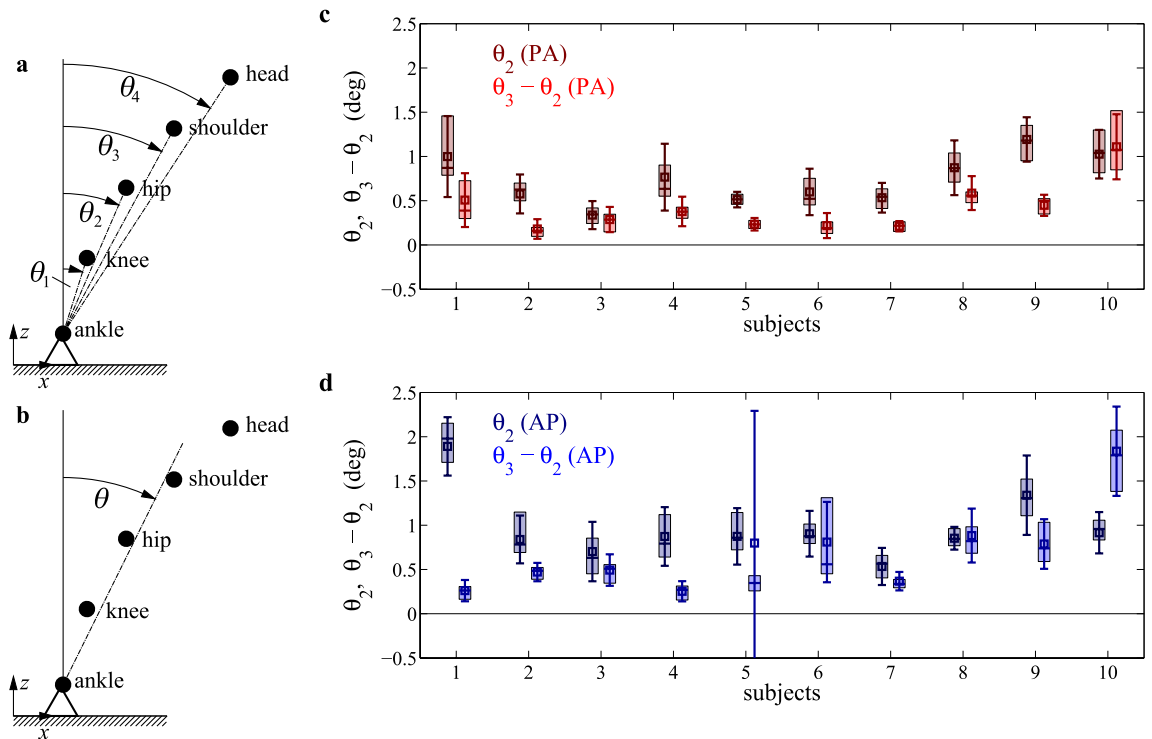 a
θ4
head
θ3
shoulder
θ2
hip
θ1
knee
ankle
z
x
b
head
θ
shoulder
hip
knee
ankle
z
x
c
θ2, θ3 − θ2 (deg)
2.5
2
1.5
1
0.5
0
−0.5
θ2 (PA)
θ3 − θ2 (PA)
1 2 3 4 5 6 7 8 9 10
subjects
d
θ2, θ3 − θ2 (deg)
2.5
2
1.5
1
0.5
0
−0.5
θ2 (AP)
θ3 − θ2 (AP)
1 2 3 4 5 6 7 8 9 10
subjects